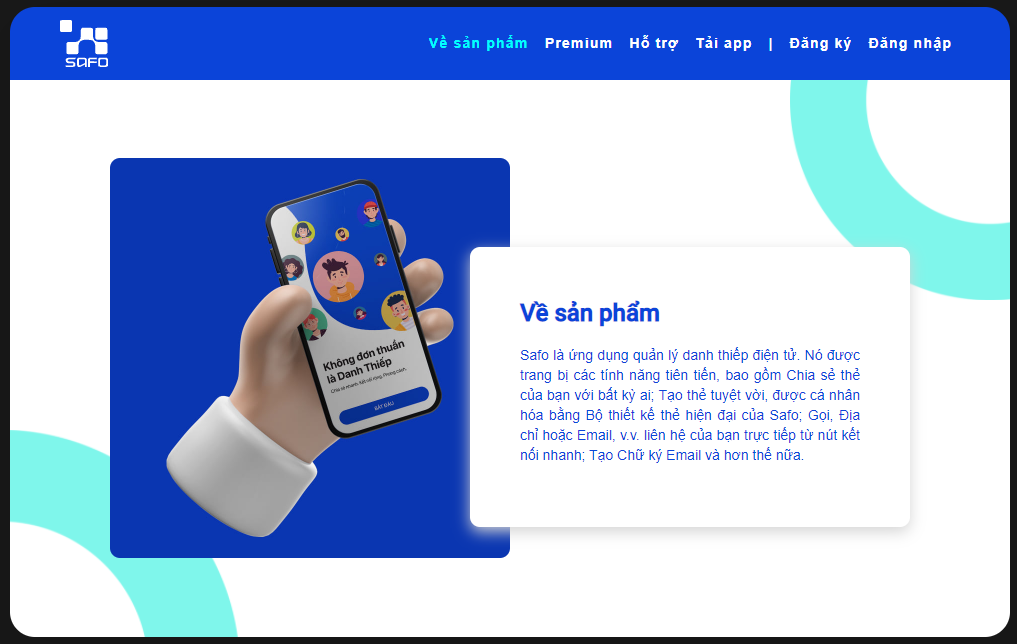 SAFO
Về sản phẩm Premium Hỗ trợ Tải app | Đăng ký Đăng nhập
Không đơn thuần
là Danh Thiếp
BẮT ĐẦU
Về sản phẩm
Safo là ứng dụng quản lý danh thiếp điện tử. Nó được
trang bị các tính năng tiên tiến, bao gồm Chia sẻ thẻ
của bạn với bất kỳ ai; Tạo thẻ tuyệt vời, được cá nhân
hóa bằng Bộ thiết kế thẻ hiện đại của Safo; Gọi, Địa
chỉ hoặc Email, v.v. liên hệ của bạn trực tiếp từ nút kết
nối nhanh; Tạo Chữ ký Email và hơn thế nữa.